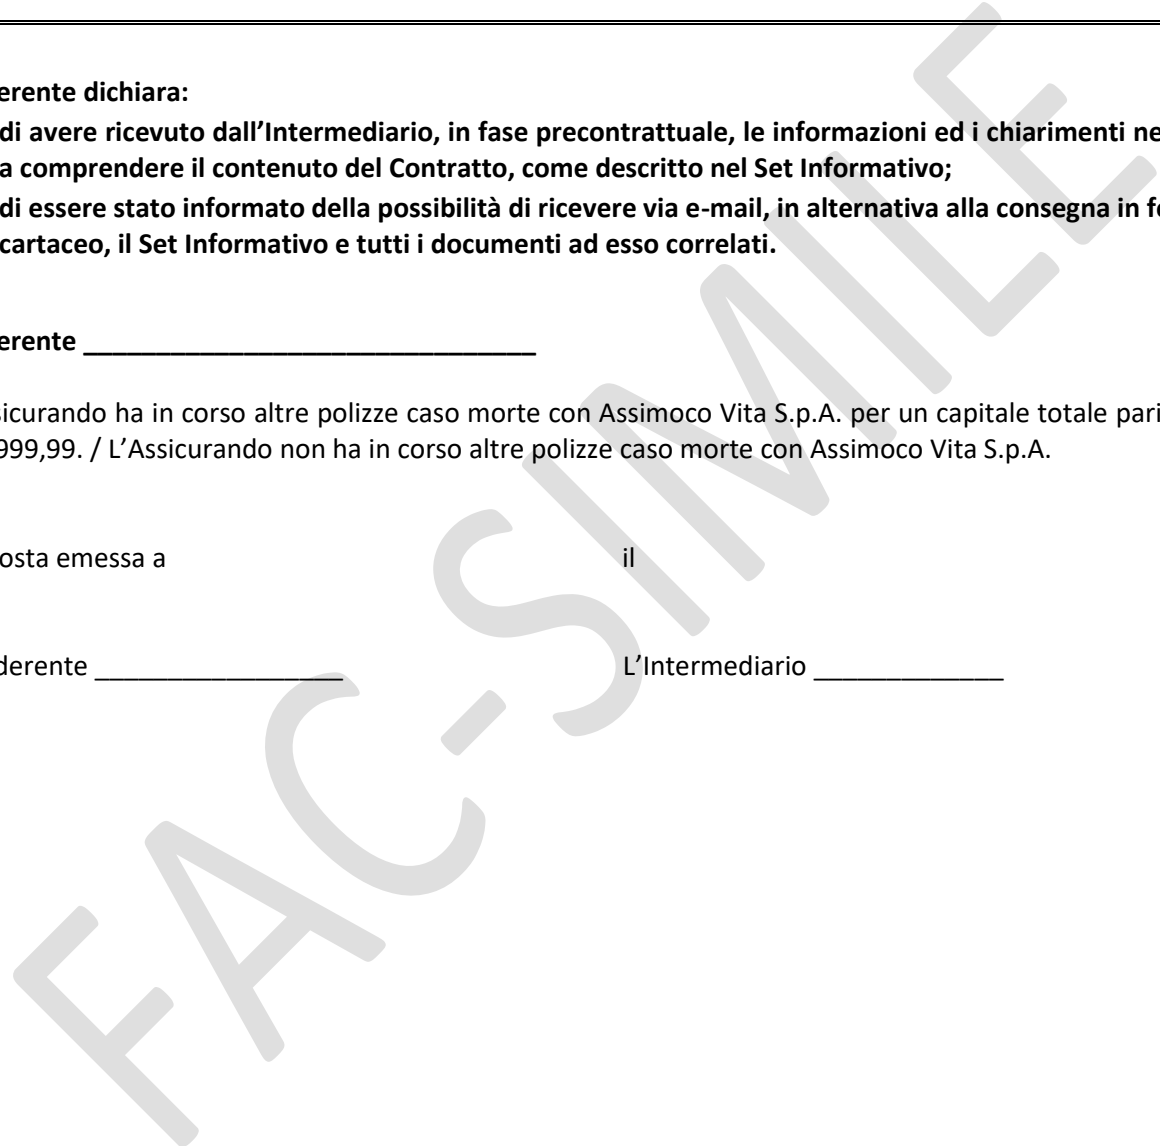 erente dichiara:
di avere ricevuto dall’Intermediario, in fase precontrattuale, le informazioni ed i chiarimenti ne
a comprendere il contenuto del Contratto, come descritto nel Set Informativo;
di essere stato informato della possibilità di ricevere via e-mail, in alternativa alla consegna in fo
cartaceo, il Set Informativo e tutti i documenti ad esso correlati.
erente _______________________________
sicurando ha in corso altre polizze caso morte con Assimoco Vita S.p.A. per un capitale totale pari
999,99. / L’Assicurando non ha in corso altre polizze caso morte con Assimoco Vita S.p.A.
osta emessa a il
derente _________________ L’Intermediario _____________
FAC-SIMILE